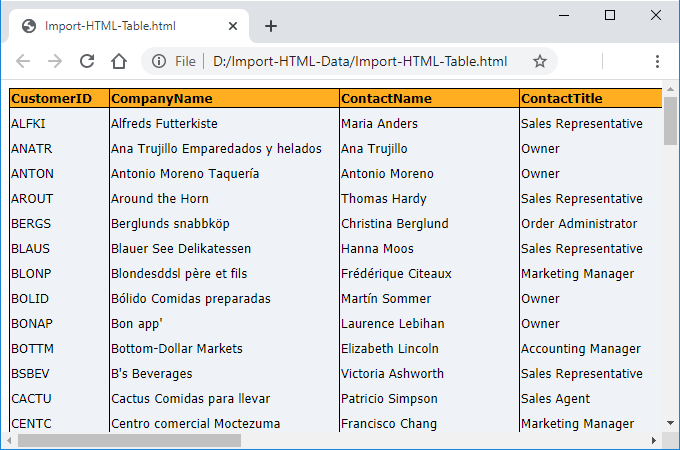 Import-HTML-Table.html
File D:/Import-HTML-Data/Import-HTML-Table.html
CustomerID CompanyName ContactName ContactTitle
ALFKI Alfreds Futterkiste Maria Anders Sales Representative
ANATR Ana Trujillo Emparedados y helados Ana Trujillo Owner
ANTON Antonio Moreno Taquería Antonio Moreno Owner
AROUT Around the Horn Thomas Hardy Sales Representative
BERGS Berglunds snabbköp Christina Berglund Order Administrator
BLAUS Blauer See Delikatessen Hanna Moos Sales Representative
BLONP Blondesddsl père et fils Frédérique Citeaux Marketing Manager
BOLID Bólido Comidas preparadas Martín Sommer Owner
BONAP Bon app' Laurence Lebihan Owner
BOTTM Bottom-Dollar Markets Elizabeth Lincoln Accounting Manager
BSBEV B's Beverages Victoria Ashworth Sales Representative
CACTU Cactus Comidas para llevar Patricio Simpson Sales Agent
CENTC Centro comercial Moctezuma Francisco Chang Marketing Manager